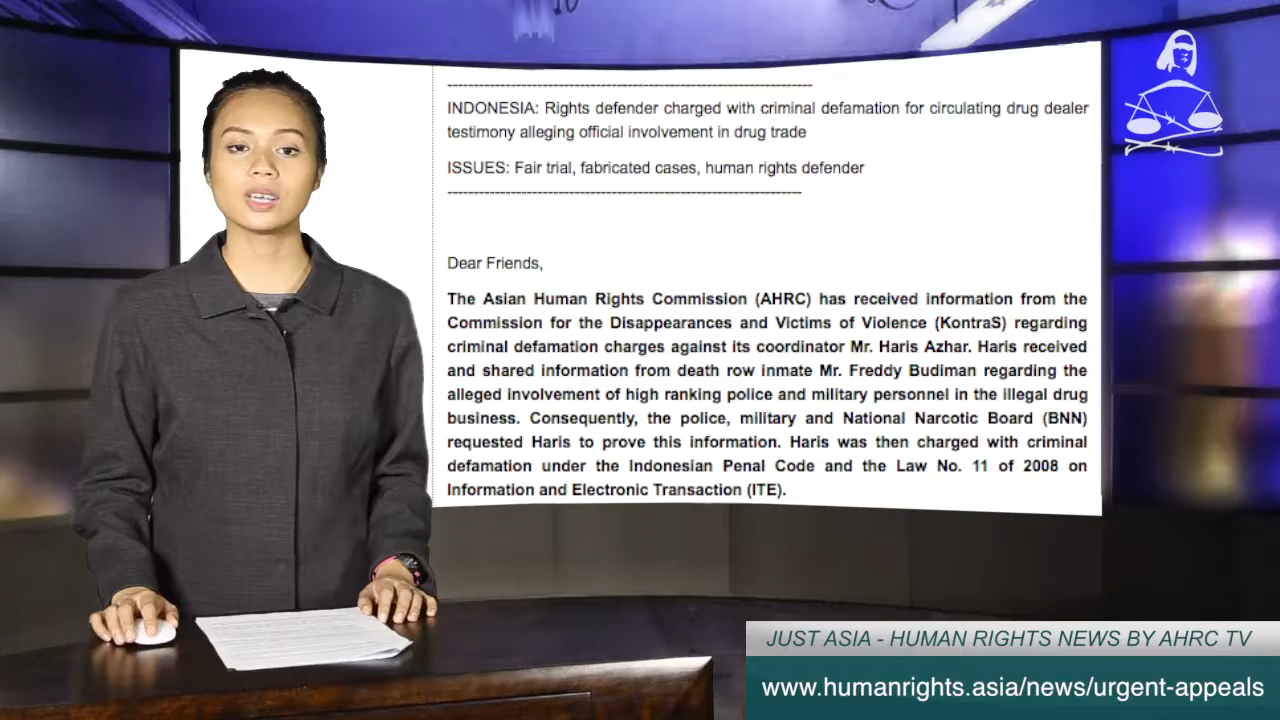 --------------------------------------------------------------------------------
INDONESIA: Rights defender charged with criminal defamation for circulating drug dealer
testimony alleging official involvement in drug trade
ISSUES: Fair trial, fabricated cases, human rights defender
------------------------------------------------------------------------------
Dear Friends,
The Asian Human Rights Commission (AHRC) has received information from the
Commission for the Disappearances and Victims of Violence (KontraS) regarding
criminal defamation charges against its coordinator Mr. Haris Azhar. Haris received
and shared information from death row inmate Mr. Freddy Budiman regarding the
alleged involvement of high ranking police and military personnel in the illegal drug
business. Consequently, the police, military and National Narcotic Board (BNN)
requested Haris to prove this information. Haris was then charged with criminal
defamation under the Indonesian Penal Code and the Law No. 11 of 2008 on
Information and Electronic Transaction (ITE).
JUST ASIA - HUMAN RIGHTS NEWS BY AHRC TV
www.humanrights.asia/news/urgent-appeals